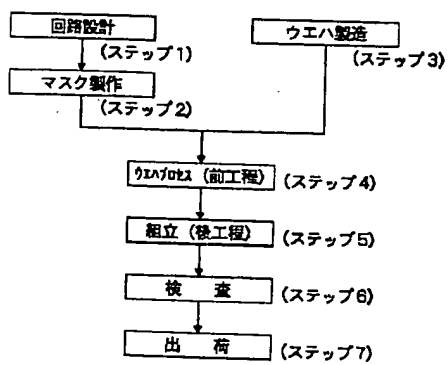 回路設計
(ステップ1)
ウエハ製造
(ステップ3)
マスク製作
(ステップ2)
ウエハプロセス (前工程)
(ステップ4)
組立 (後工程)
(ステップ5)
検 査
(ステップ6)
出 荷
(ステップ7)